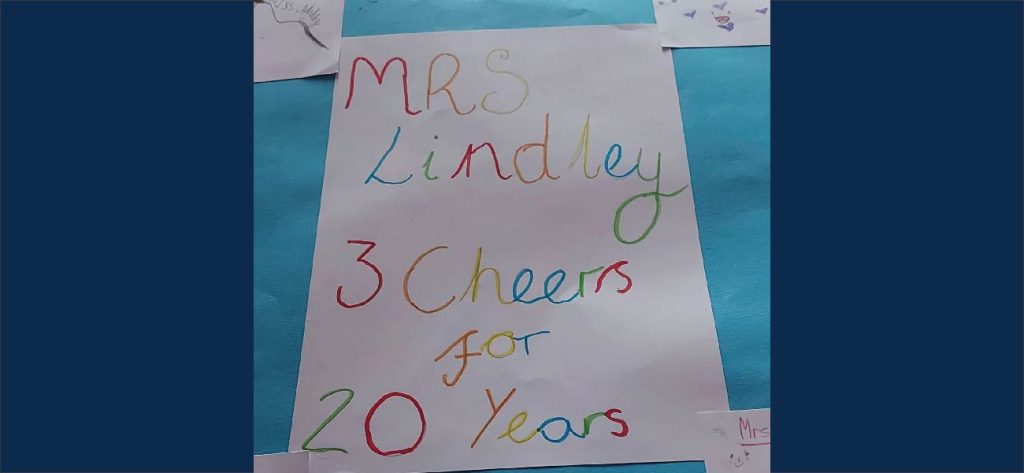 MRS
Lindley
3 Cheers
for
20 Years
Mrs